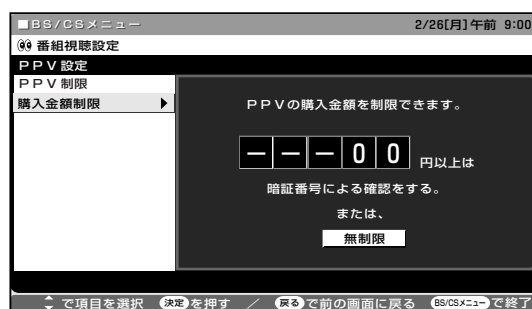 ■BS/CSメニュー 2/26[月]午前 9:00
番組視聴設定
ＰＰＶ設定
ＰＰＶ制限
購入金額制限
ＰＰＶの購入金額を制限できます。
－－－００ 円以上は
暗証番号による確認をする。
または、
無制限
で項目を選択 決定を押す ／ 戻るで前の画面に戻る BS/CSメニューで終了